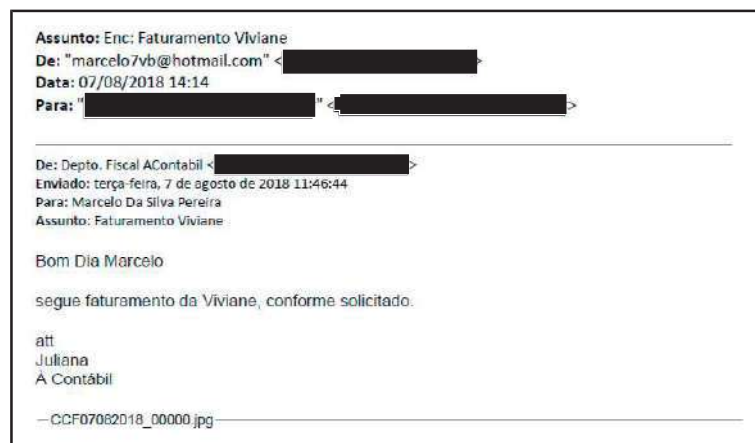 Assunto: Enc: Faturamento Viviane
De: "marcelo7vb@hotmail.com" < >
Data: 07/08/2018 14:14
Para: " " < >
De: Depto. Fiscal AContabil < >
Enviado: terça-feira, 7 de agosto de 2018 11:46:44
Para: Marcelo Da Silva Pereira
Assunto: Faturamento Viviane
Bom Dia Marcelo
segue faturamento da Viviane, conforme solicitado.
att
Juliana
À Contábil
CCF07082018_00000.jpg